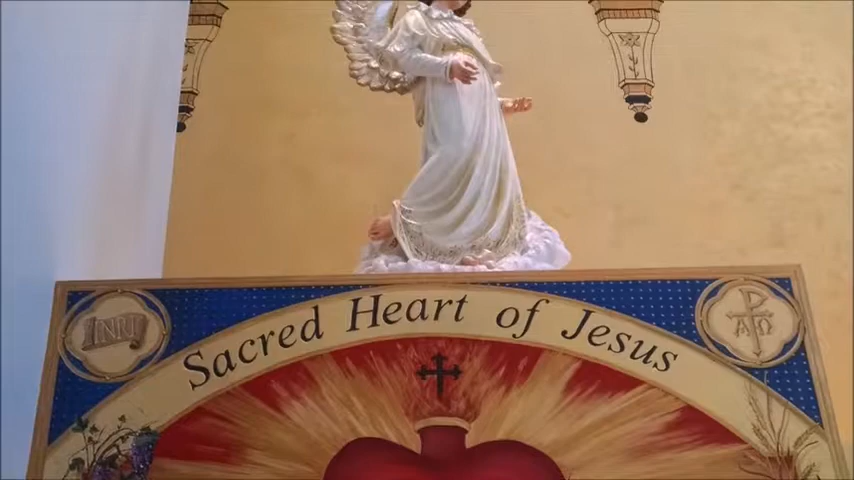 Sacred Heart of Jesus
INRI
Α Ω